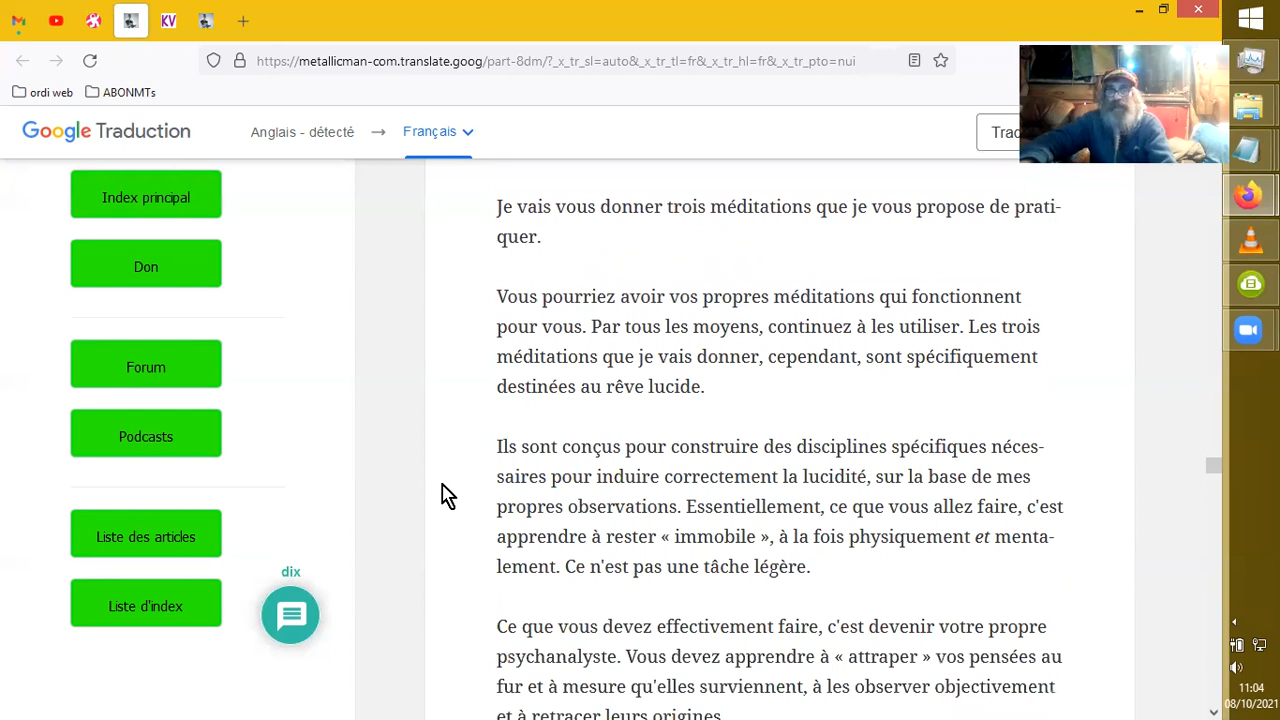 KV
https://metallicman-com.translate.goog/part-8dm/?_x_tr_sl=auto&_x_tr_tl=fr&_x_tr_hl=fr&_x_tr_pto=nui
ordi web
ABONMTs
Google Traduction
Anglais - détecté
Français
Trad
Index principal
Don
Forum
Podcasts
Liste des articles
Liste d'index
dix
Je vais vous donner trois méditations que je vous propose de prati-
quer.
Vous pourriez avoir vos propres méditations qui fonctionnent
pour vous. Par tous les moyens, continuez à les utiliser. Les trois
méditations que je vais donner, cependant, sont spécifiquement
destinées au rêve lucide.
Ils sont conçus pour construire des disciplines spécifiques néces-
saires pour induire correctement la lucidité, sur la base de mes
propres observations. Essentiellement, ce que vous allez faire, c'est
apprendre à rester « immobile », à la fois physiquement et menta-
lement. Ce n'est pas une tâche légère.
Ce que vous devez effectivement faire, c'est devenir votre propre
psychanalyste. Vous devez apprendre à « attraper » vos pensées au
fur et à mesure qu'elles surviennent, à les observer objectivement
et à retracer leurs origines.
11:04
08/10/2021